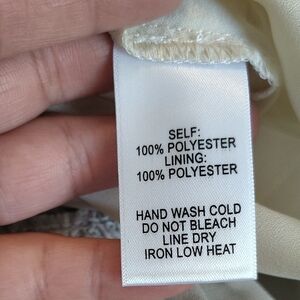 SELF:
100% POLYESTER
LINING:
100% POLYESTER
HAND WASH COLD
DO NOT BLEACH
LINE DRY
IRON LOW HEAT